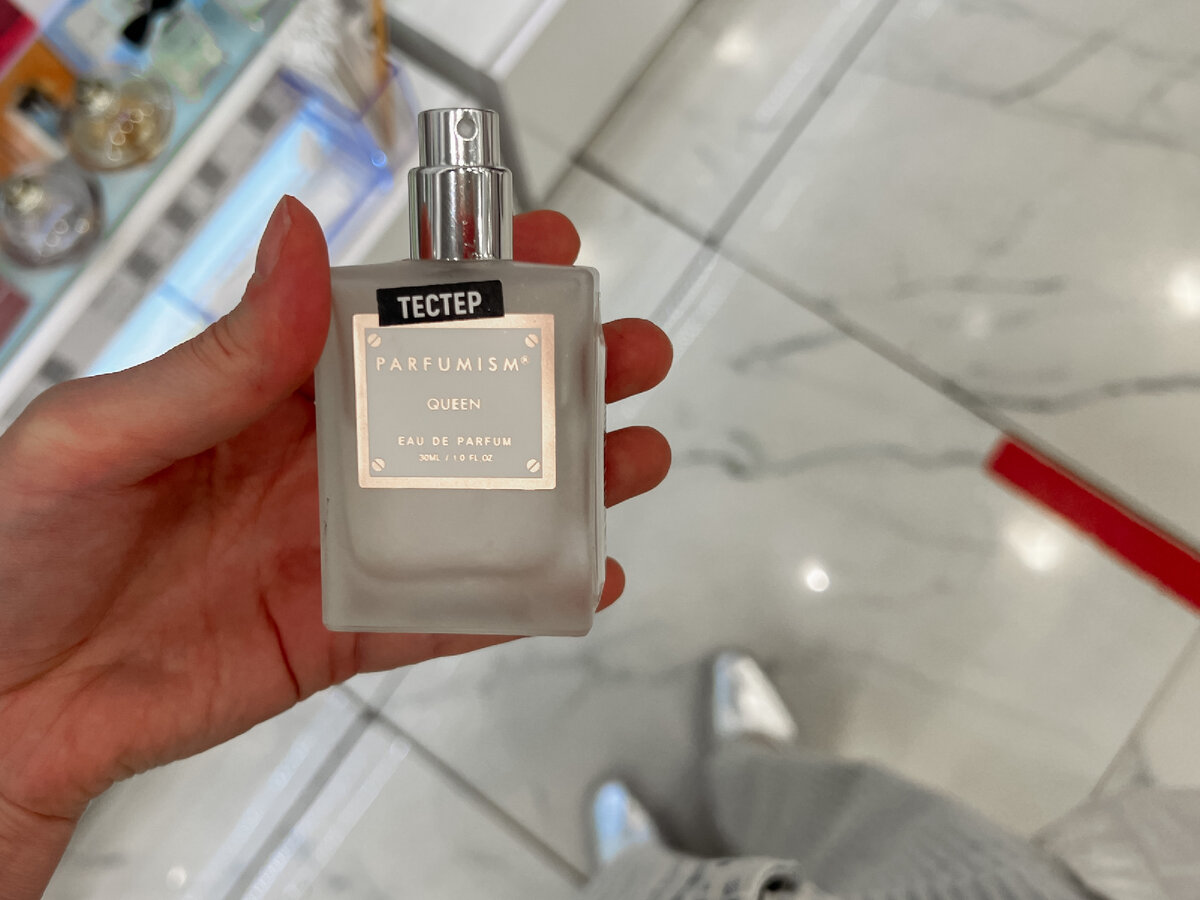 ТЕСТЕР
PARFUMISM®
QUEEN
EAU DE PARFUM
30ML / 1.0 FL OZ